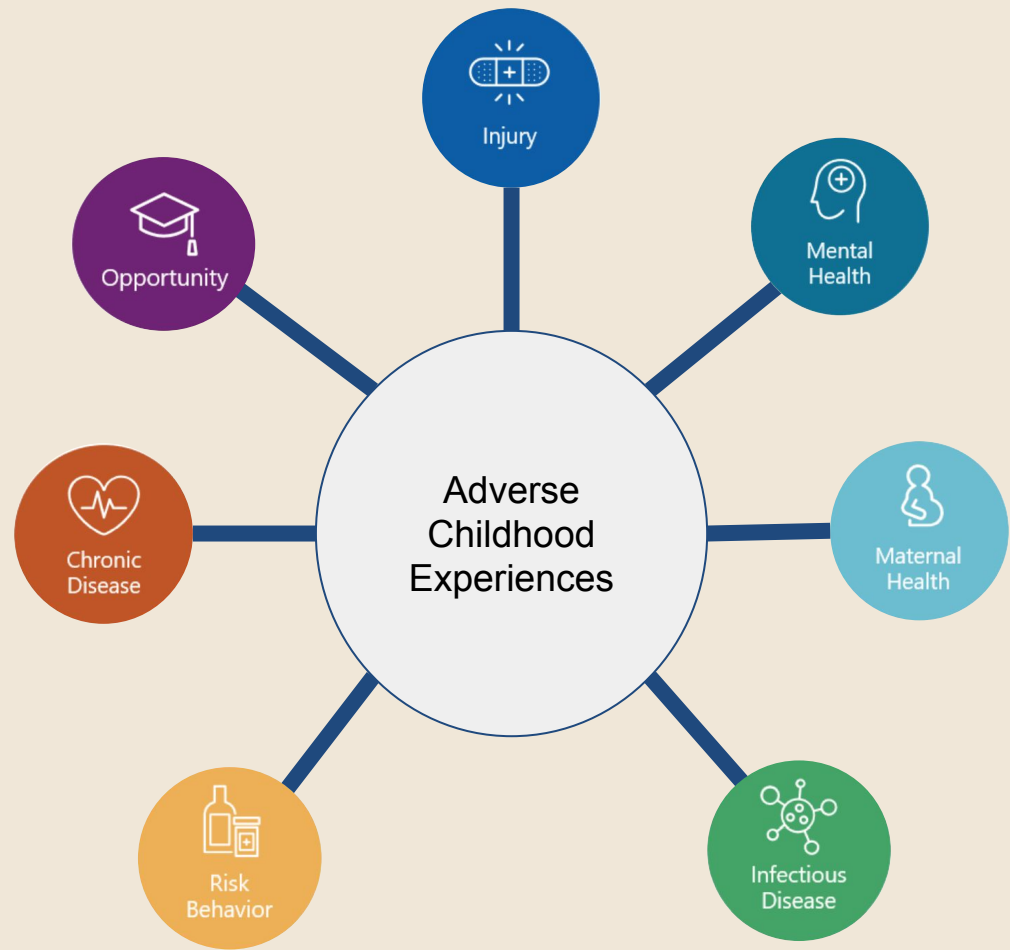 Injury
Mental
Health
Opportunity
Adverse
Childhood
Experiences
Maternal
Health
Chronic
Disease
Risk
Behavior
Infectious
Disease